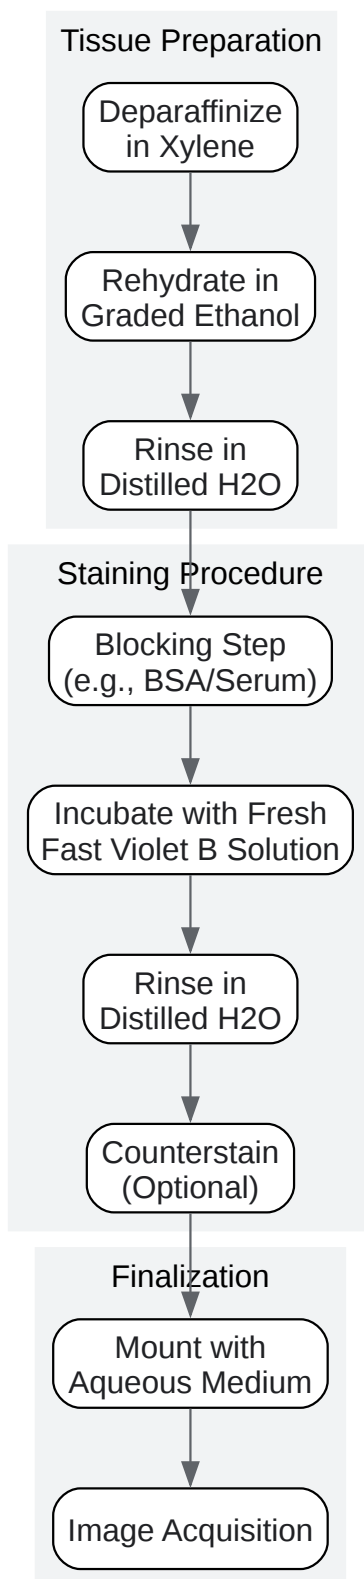 Tissue Preparation
Deparaffinize
in Xylene
Rehydrate in
Graded Ethanol
Rinse in
Distilled H2O
Staining Procedure
Blocking Step
(e.g., BSA/Serum)
Incubate with Fresh
Fast Violet B Solution
Rinse in
Distilled H2O
Counterstain
(Optional)
Finalization
Mount with
Aqueous Medium
Image Acquisition